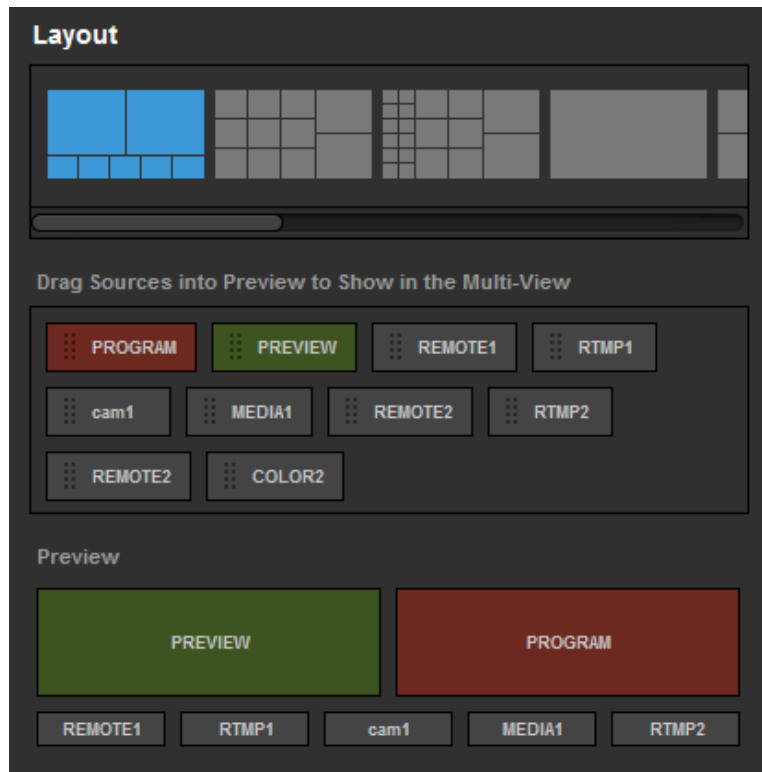 Layout
Drag Sources into Preview to Show in the Multi-View
PROGRAM PREVIEW REMOTE1 RTMP1
cam1 MEDIA1 REMOTE2 RTMP2
REMOTE2 COLOR2
Preview
PREVIEW PROGRAM
REMOTE1 RTMP1 cam1 MEDIA1 RTMP2